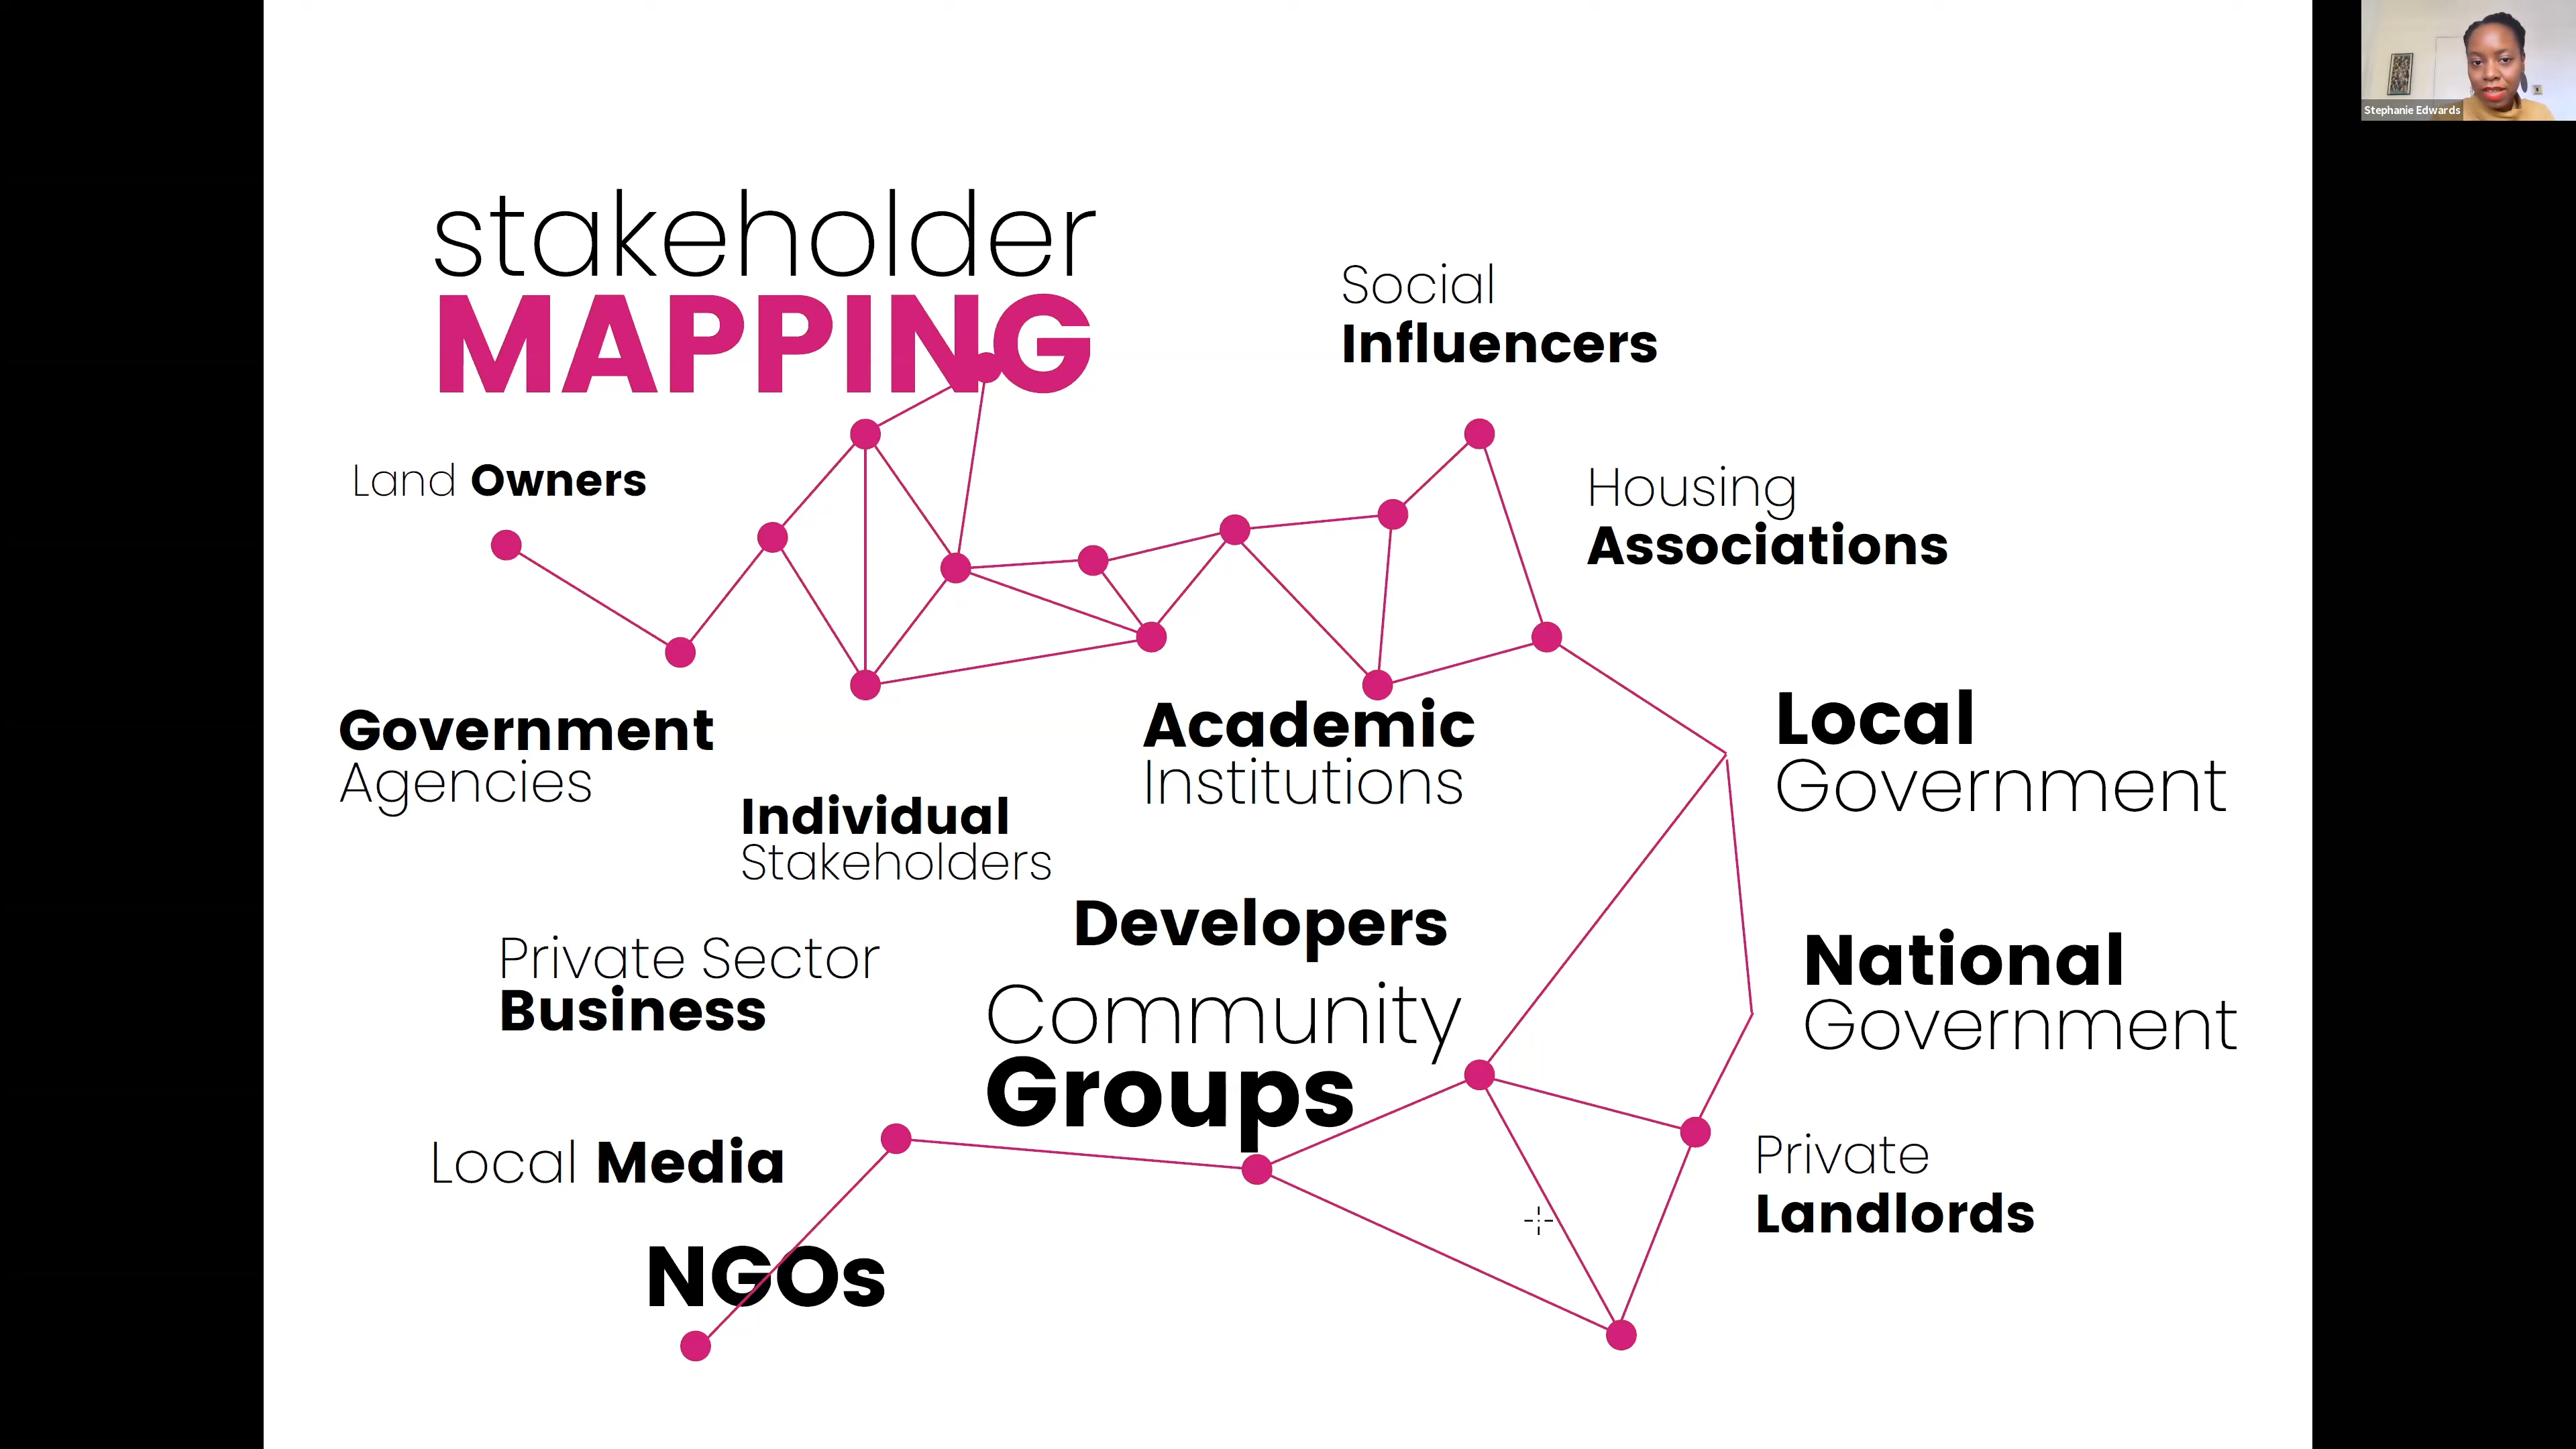 Stephanie Edwards
stakeholder
MAPPING
Social
Influencers
Land Owners
Housing
Associations
Government
Agencies
Academic
Institutions
Local
Government
Individual
Stakeholders
Developers
Private Sector
Business
National
Government
Community
Groups
Local Media
Private
Landlords
NGOs